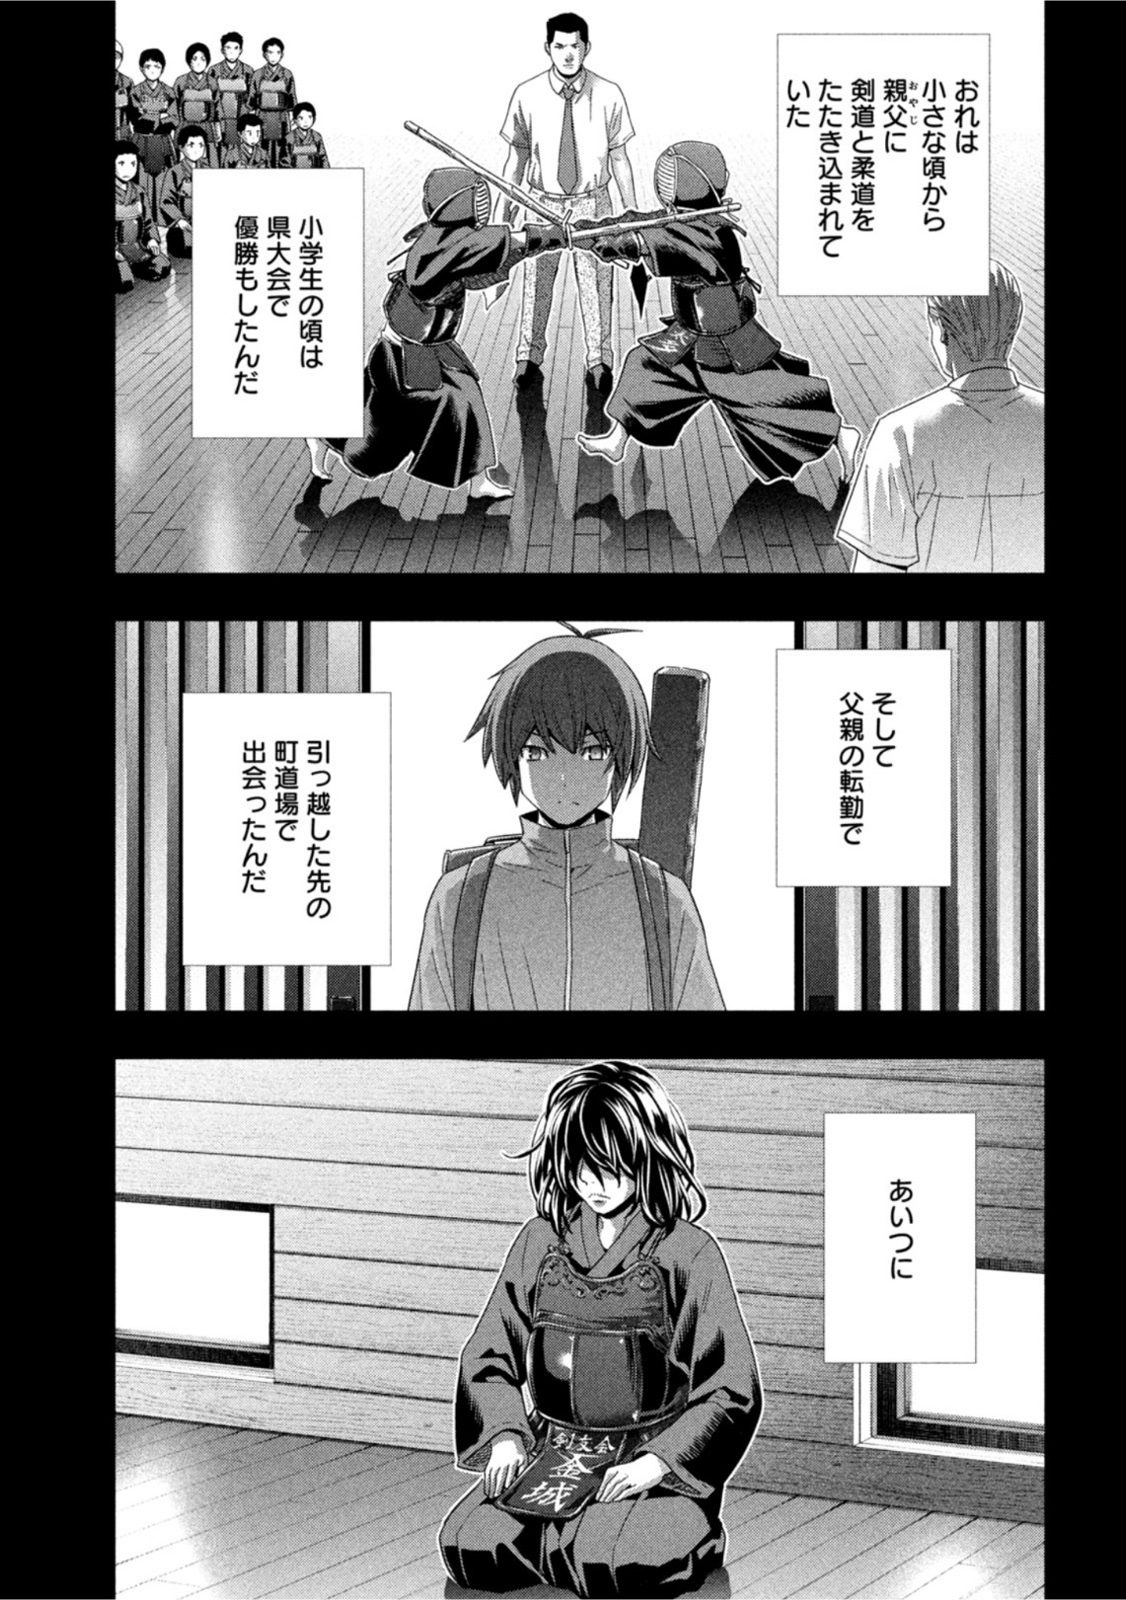 おれは
小さな頃から
親父に
おやじ
剣道と柔道を
たたき込まれて
いた
小学生の頃は
県大会で
優勝もしたんだ
そして
父親の転勤で
引っ越した先の
町道場で
出会ったんだ
あいつに
剣友会
金城